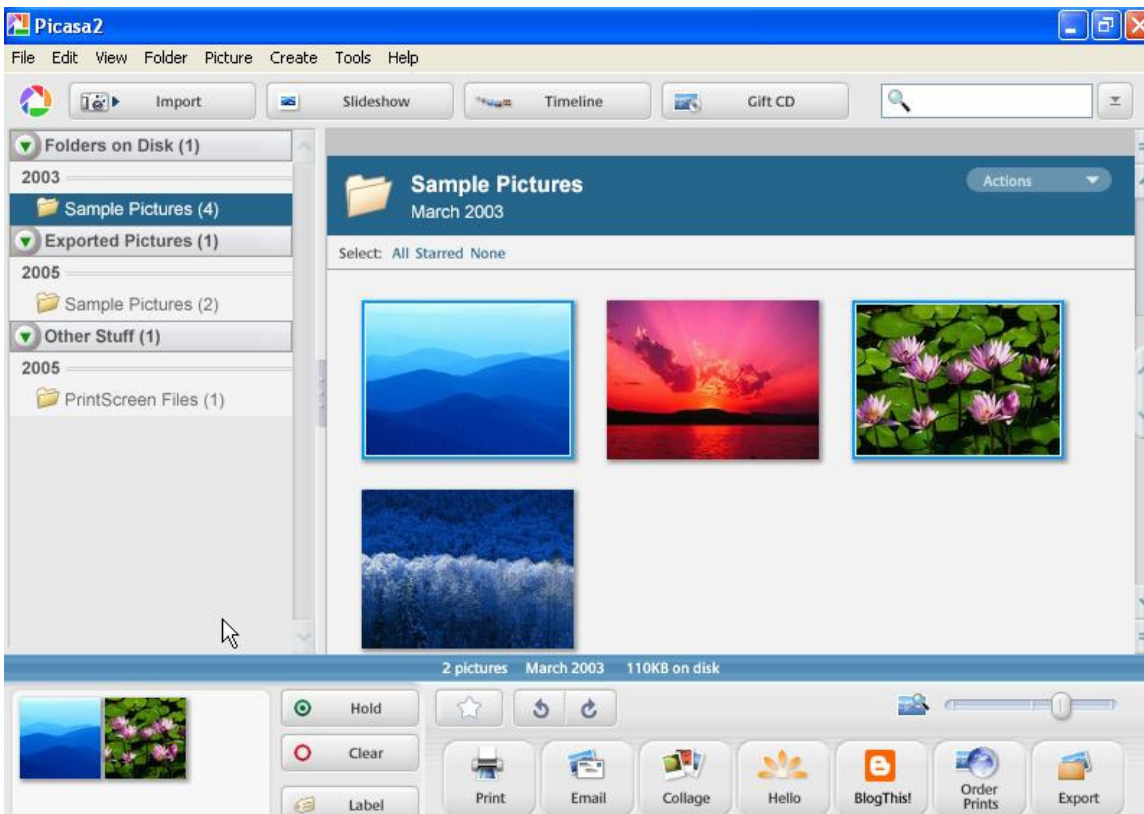 Picasa2
File Edit View Folder Picture Create Tools Help
Import Slideshow Timeline Gift CD
Folders on Disk (1)
2003
Sample Pictures (4)
Exported Pictures (1)
2005
Sample Pictures (2)
Other Stuff (1)
2005
PrintScreen Files (1)
Sample Pictures
March 2003
Actions
Select: All Starred None
2 pictures March 2003 110KB on disk
Hold
Clear
Label
Print Email Collage Hello BlogThis! Order Prints Export